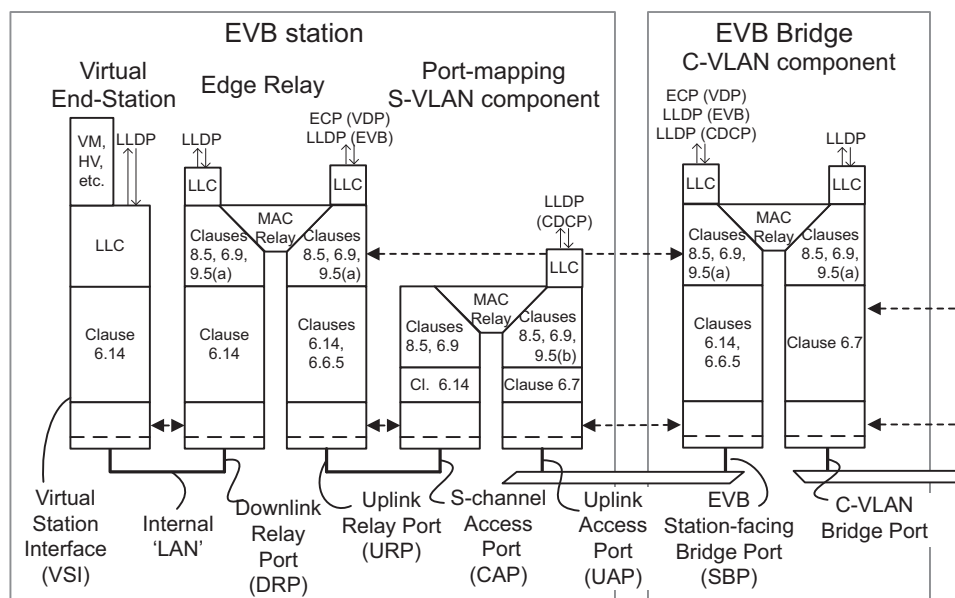 EVB station
EVB Bridge
C-VLAN component
Virtual
End-Station
Edge Relay
Port-mapping
S-VLAN component
VM,
HV,
etc.
LLDP
LLC
Clause
6.14
LLDP
LLC
ECP (VDP)
LLDP (EVB)
LLC
MAC
Relay
Clauses
8.5, 6.9,
9.5(a)
Clauses
8.5, 6.9,
9.5(a)
Clause
6.14
Clauses
6.14,
6.6.5
LLDP
(CDCP)
LLC
MAC
Relay
Clauses
8.5, 6.9
Clauses
8.5, 6.9,
9.5(b)
Cl. 6.14
Clause 6.7
ECP (VDP)
LLDP (EVB)
LLDP (CDCP)
LLC
LLDP
LLC
MAC
Relay
Clauses
8.5, 6.9,
9.5(a)
Clauses
8.5, 6.9,
9.5(a)
Clauses
6.14,
6.6.5
Clause 6.7
Virtual
Station
Interface
(VSI)
Internal
‘LAN’
Downlink
Relay
Port
(DRP)
Uplink
Relay Port
(URP)
S-channel
Access
Port
(CAP)
Uplink
Access
Port
(UAP)
EVB
Station-facing
Bridge Port
(SBP)
C-VLAN
Bridge Port